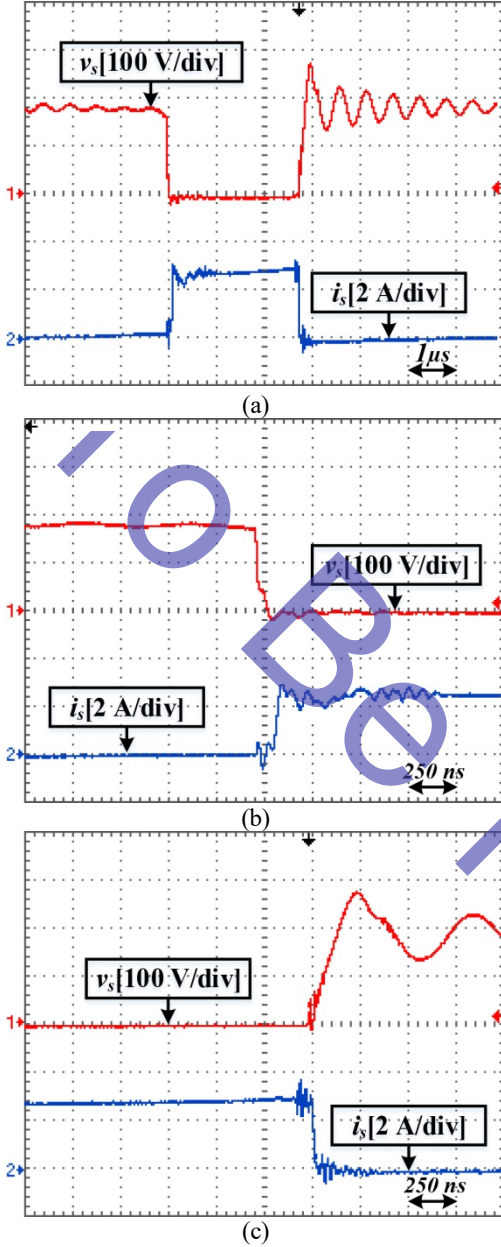 vs[100 V/div]
1
is[2 A/div]
2
1µs
(a)
vs[100 V/div]
1
is[2 A/div]
2
250 ns
(b)
vs[100 V/div]
1
is[2 A/div]
2
250 ns
(c)
o
B
e